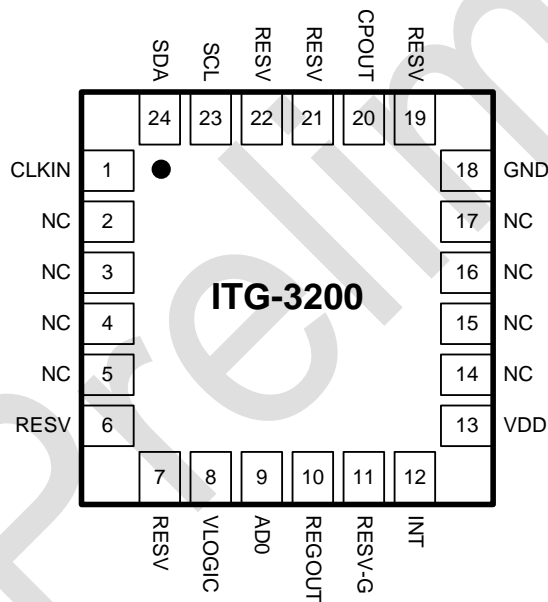 SDA SCL RESV RESV CPOUT RESV
24 23 22 21 20 19
CLKIN 1 18 GND
NC 2 17 NC
NC 3 16 NC
ITG-3200
NC 4 15 NC
NC 5 14 NC
RESV 6 13 VDD
7 8 9 10 11 12
RESV VLOGIC AD0 REGOUT RESV-G INT
Prelim